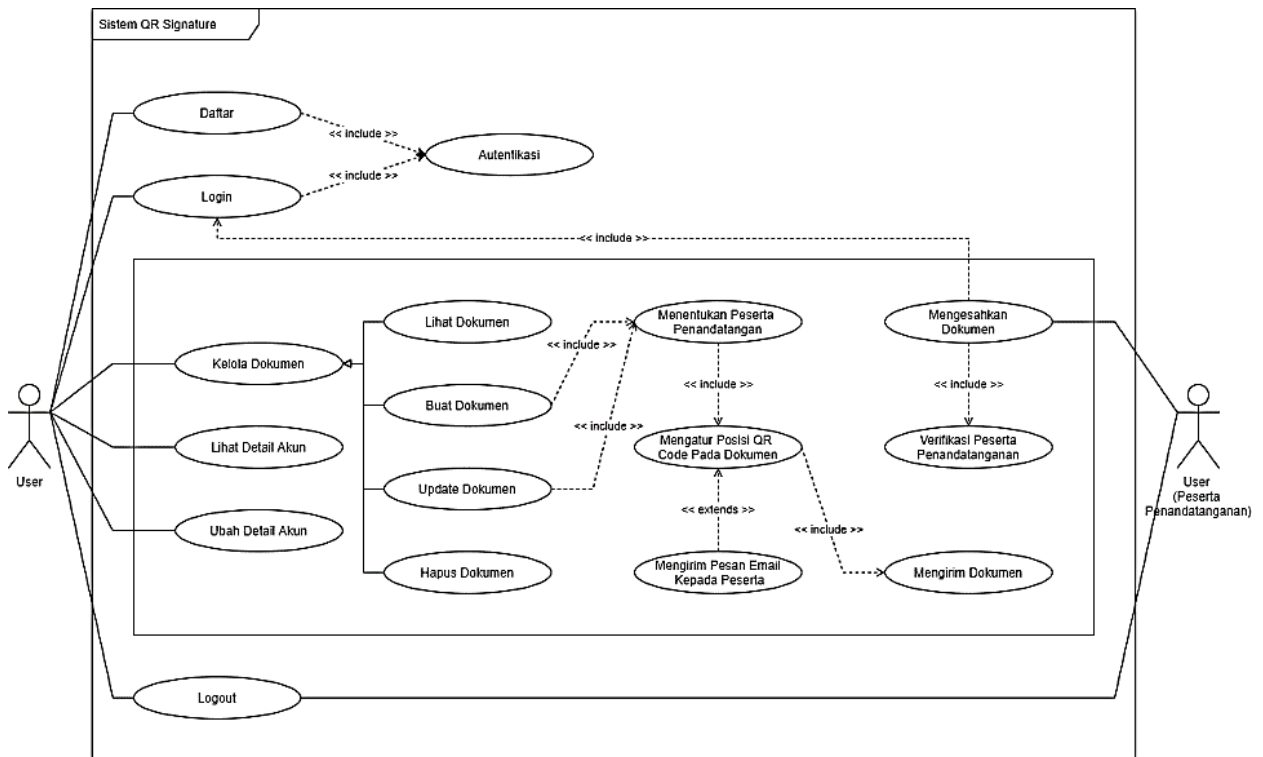 Sistem QR Signature
Daftar
<< include >>
Autentikasi
<< include >>
Login
<< include >>
Lihat Dokumen
Menentukan Peserta
Penandatangan
Mengesahkan
Dokumen
<< include >>
Kelola Dokumen
<< include >>
<< include >>
Buat Dokumen
<< include >>
Lihat Detail Akun
Mengatur Posisi QR
Code Pada Dokumen
Verifikasi Peserta
Penandatanganan
User
User
(Peserta
Penandatanganan)
Update Dokumen
<< extends >>
<< include >>
Ubah Detail Akun
Hapus Dokumen
Mengirim Pesan Email
Kepada Peserta
Mengirim Dokumen
Logout